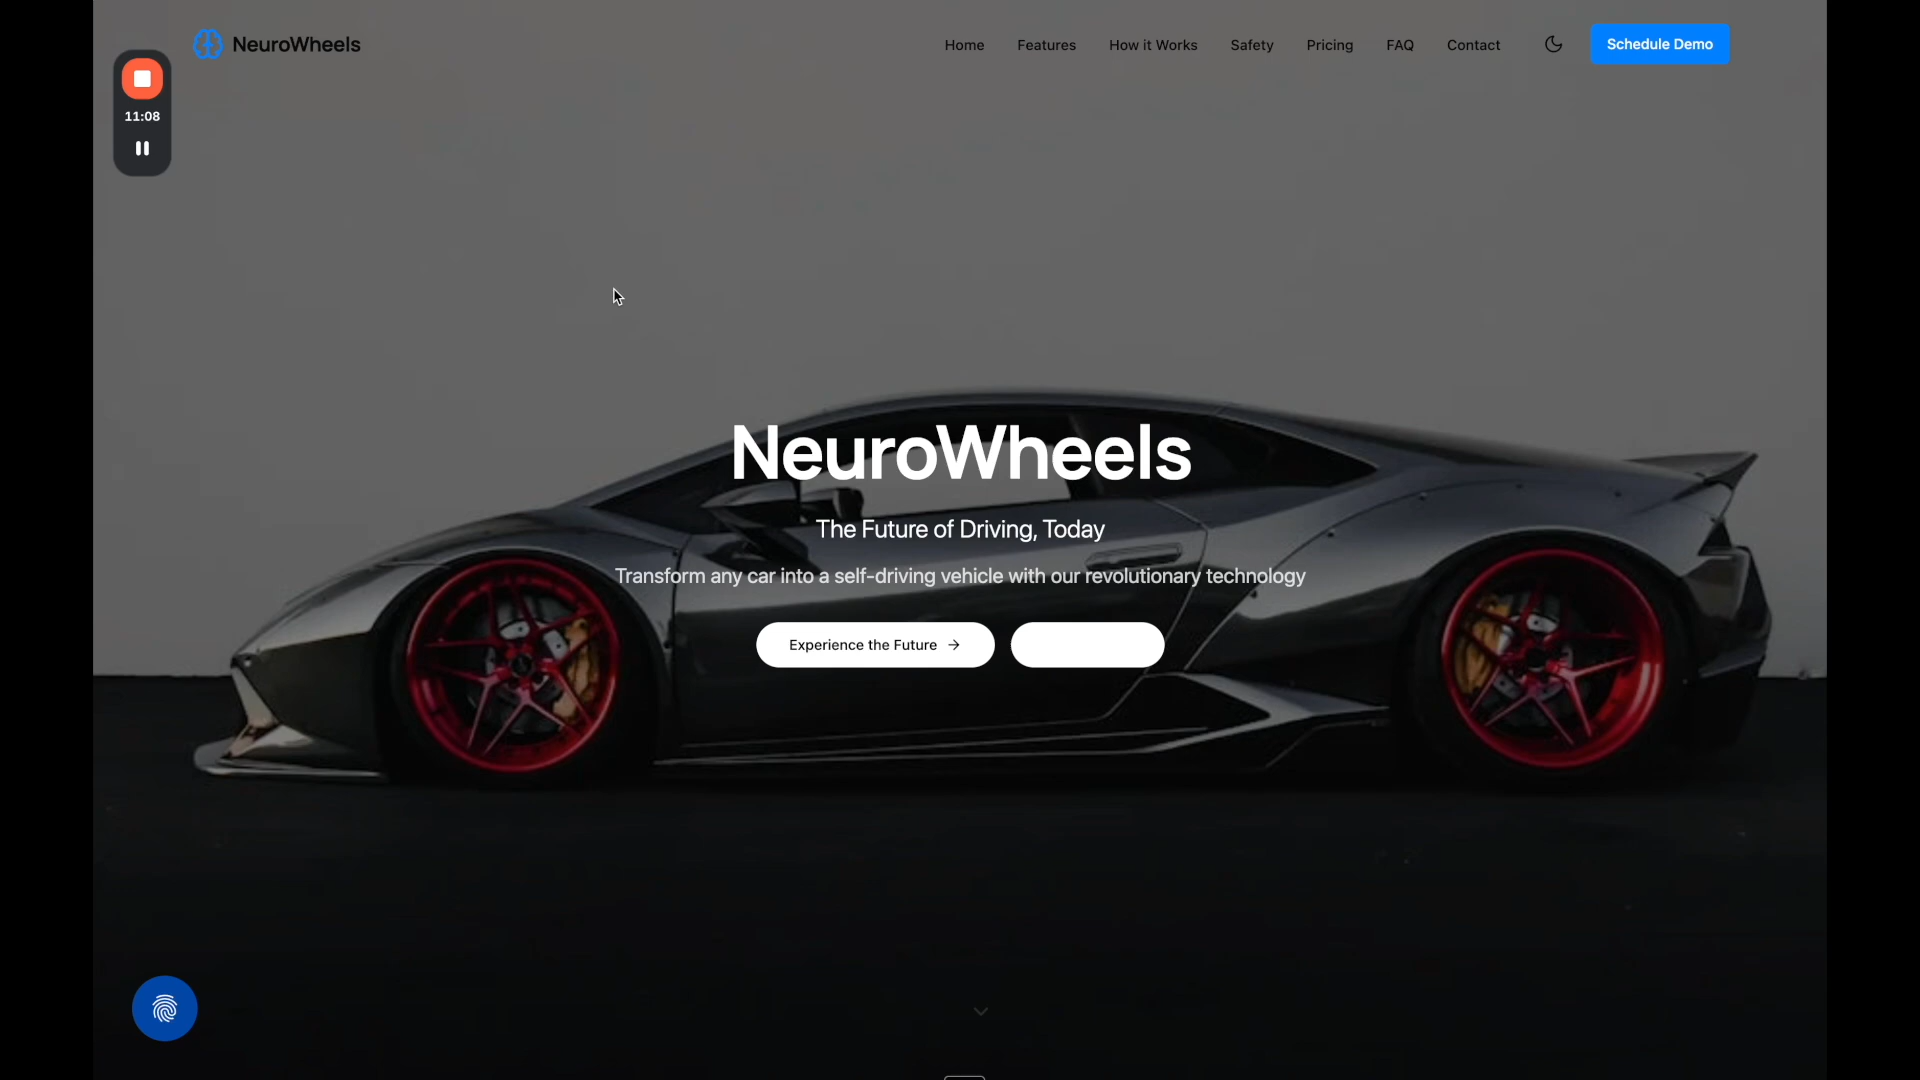 NeuroWheels
Home
Features
How it Works
Safety
Pricing
FAQ
Contact
Schedule Demo
11:08
NeuroWheels
The Future of Driving, Today
Transform any car into a self-driving vehicle with our revolutionary technology
Experience the Future →